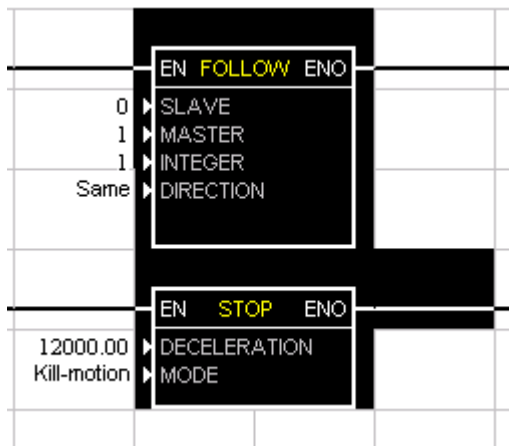 EN FOLLOW ENO
0 SLAVE
1 MASTER
1 INTEGER
Same DIRECTION
EN STOP ENO
12000.00 DECELERATION
Kill-motion MODE